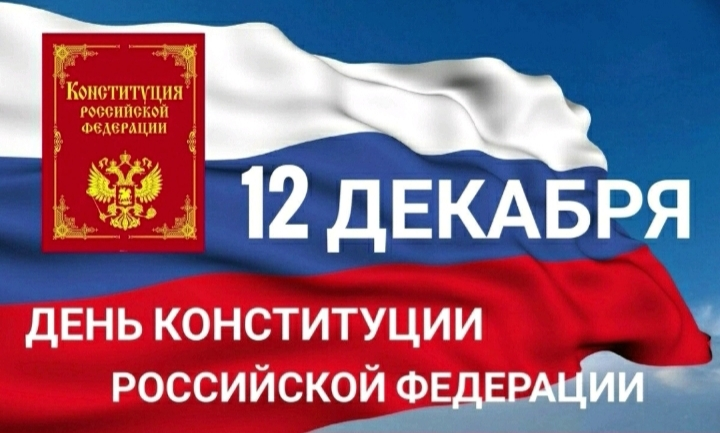 Конституция
российской
федерации
12 ДЕКАБРЯ
ДЕНЬ КОНСТИТУЦИИ
РОССИЙСКОЙ ФЕДЕРАЦИИ